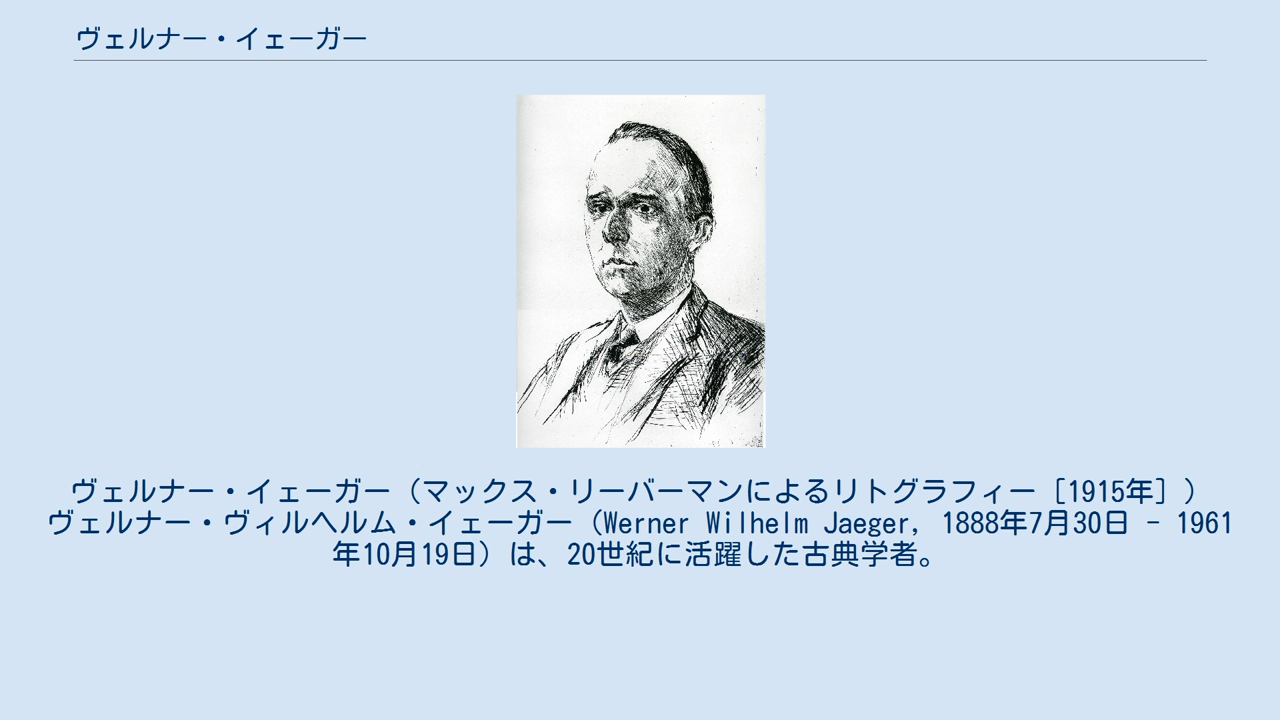 ヴェルナー・イェーガー
ヴェルナー・イェーガー（マックス・リーバーマンによるリトグラフィー［1915年］）
ヴェルナー・ヴィルヘルム・イェーガー（Werner Wilhelm Jaeger, 1888年7月30日 - 1961
年10月19日）は、20世紀に活躍した古典学者。